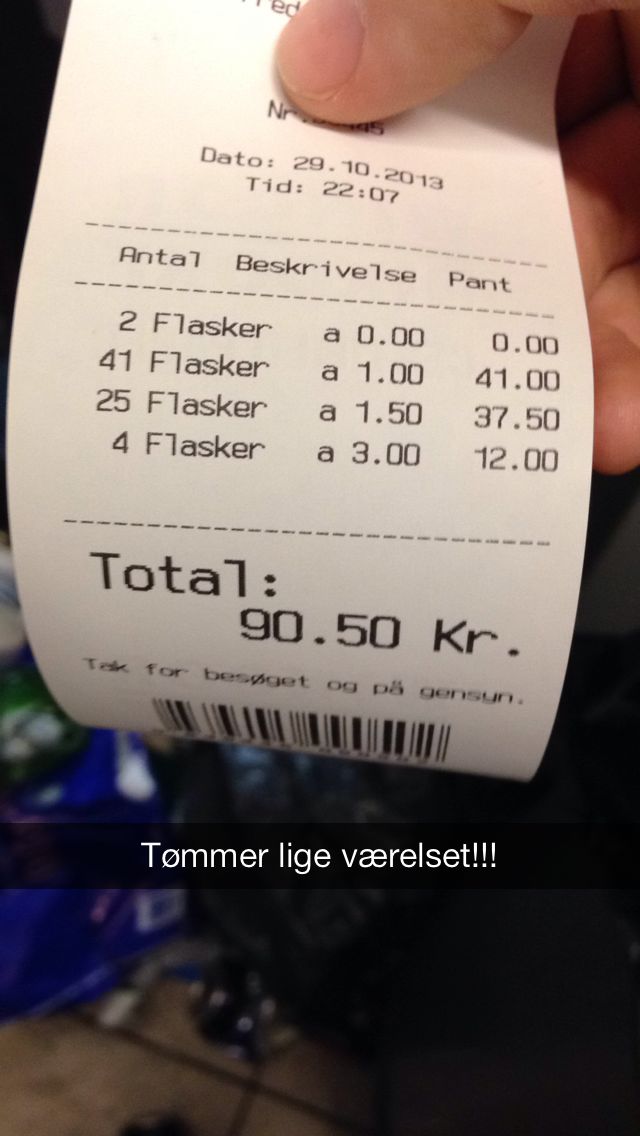 Dato: 29.10.2013
Tid: 22:07
Antal Beskrivelse Pant
2 Flasker a 0.00 0.00
41 Flasker a 1.00 41.00
25 Flasker a 1.50 37.50
4 Flasker a 3.00 12.00
Total:
90.50 Kr.
Tak for besøget og på gensyn.
Tømmer lige værelset!!!